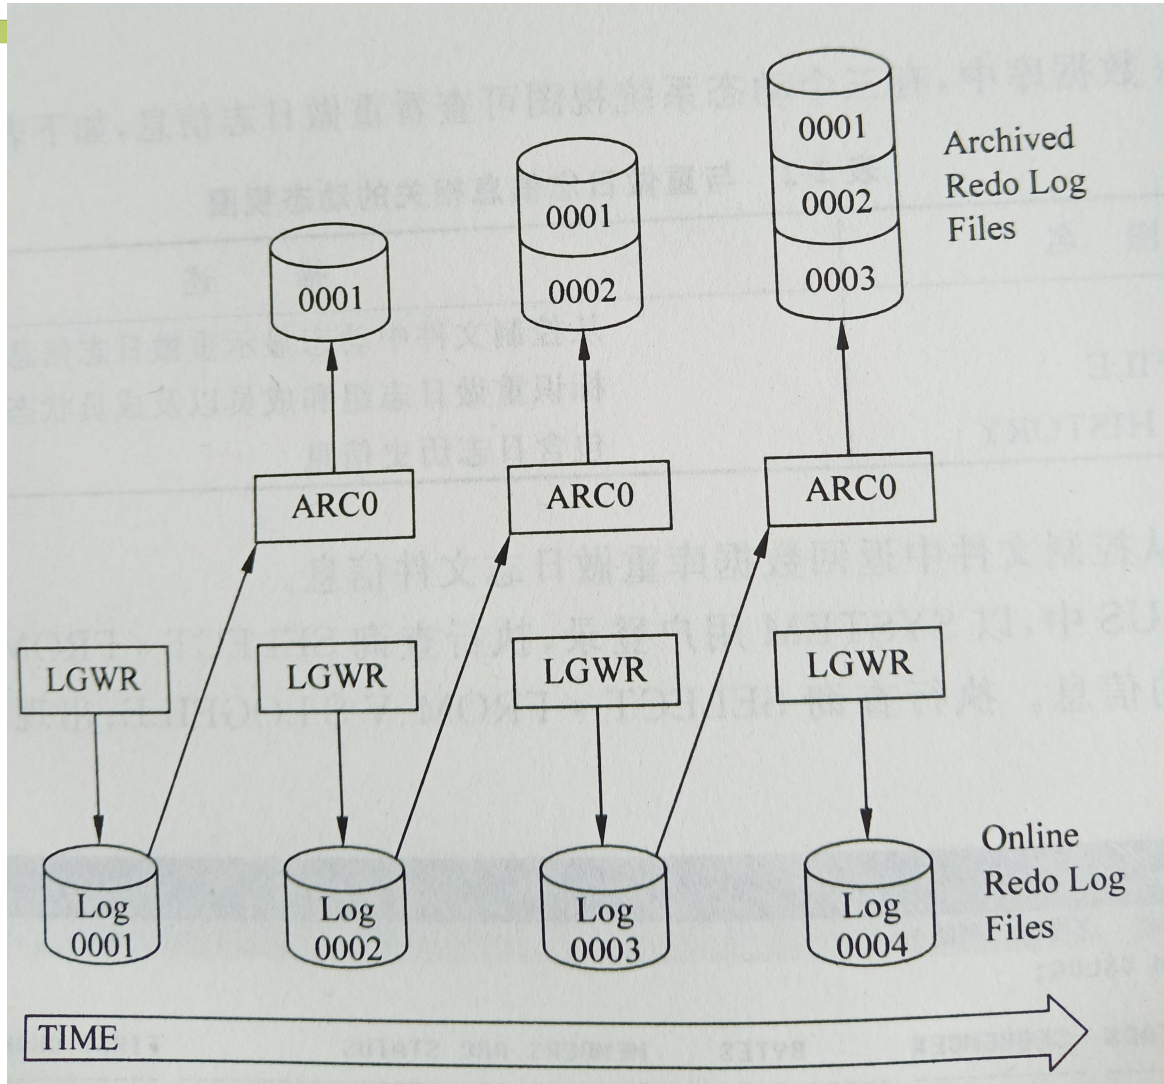 0001
0001
0002
0001
0002
0003
Archived
Redo Log
Files
ARC0
ARC0
ARC0
LGWR
LGWR
LGWR
LGWR
Log
0001
Log
0002
Log
0003
Log
0004
Online
Redo Log
Files
TIME